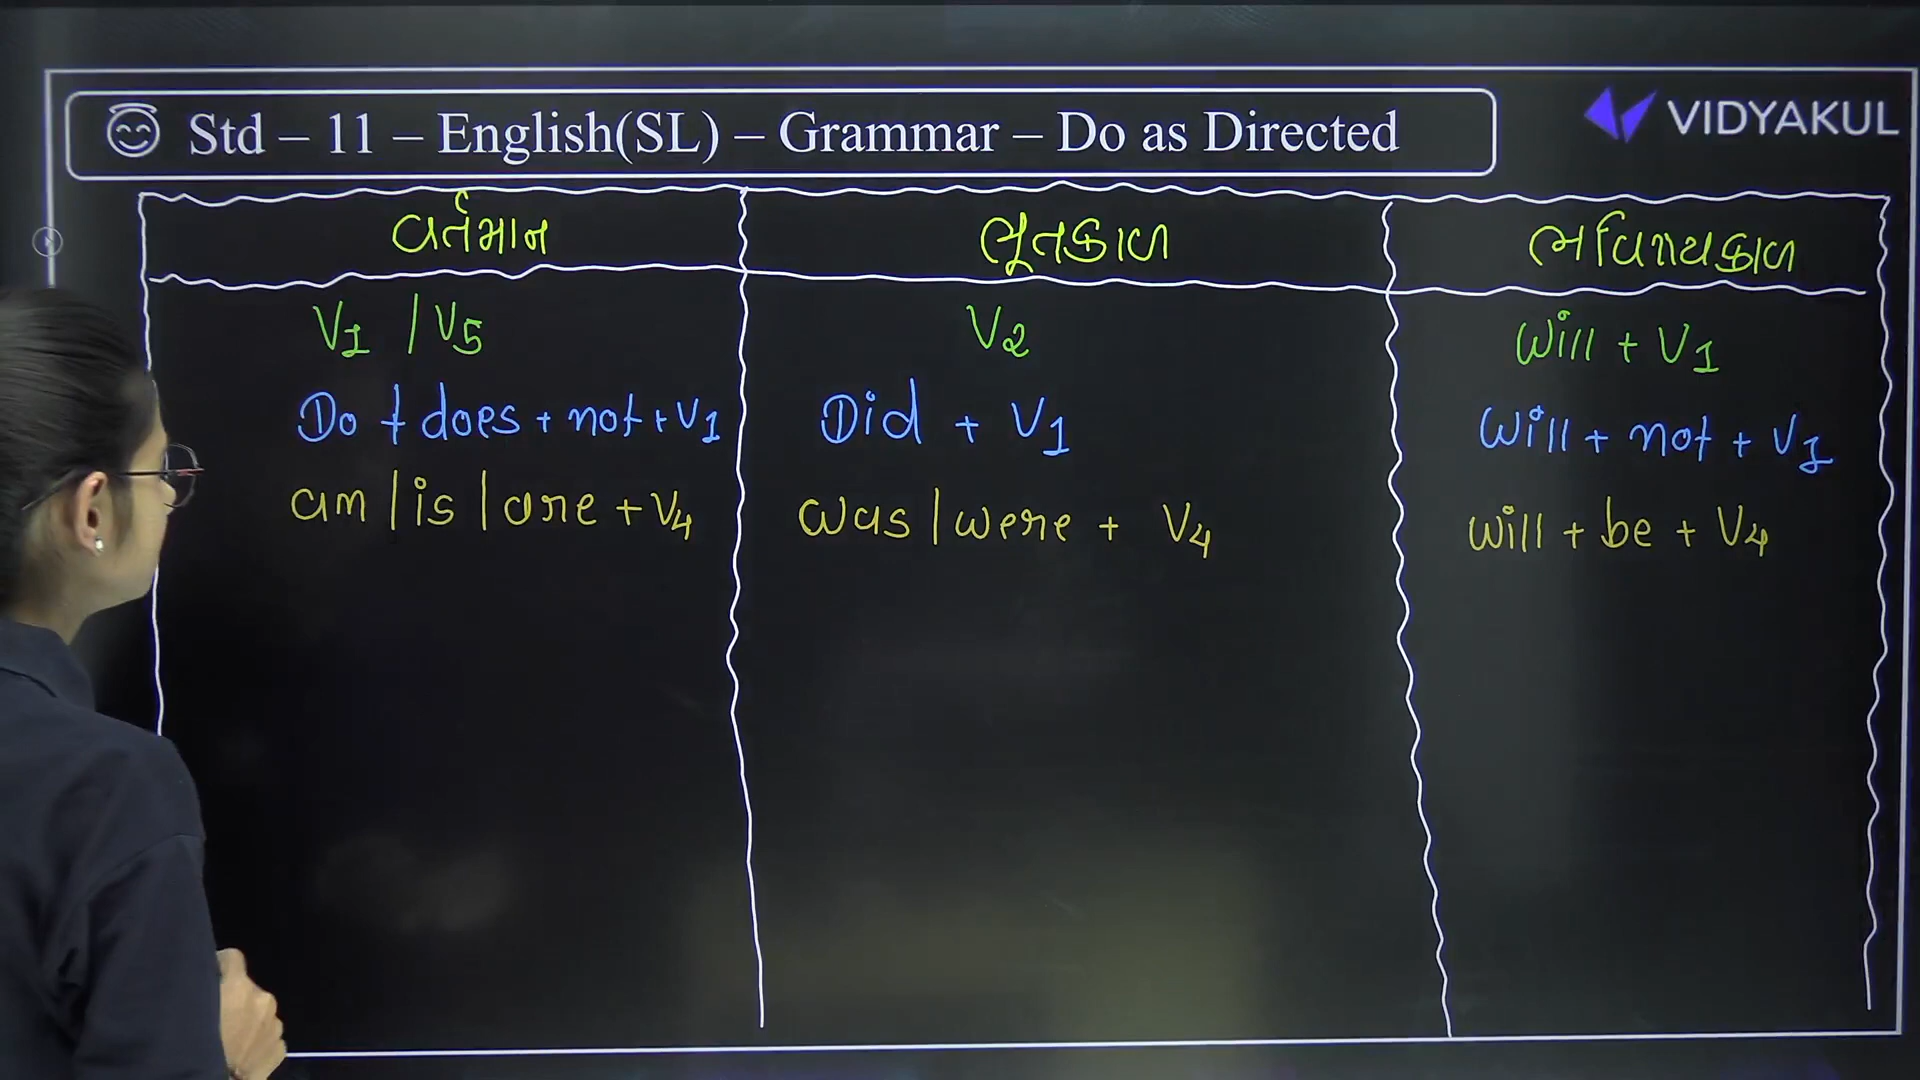 Std – 11 – English(SL) – Grammar – Do as Directed
VIDYAKUL
વર્તમાન
ભૂતકાળ
ભવિષ્યકાળ
V1 / V5
V2
Will + V1
Do / does + not + V1
Did + V1
Will + not + V1
am / is / are + V4
was / were + V4
will + be + V4